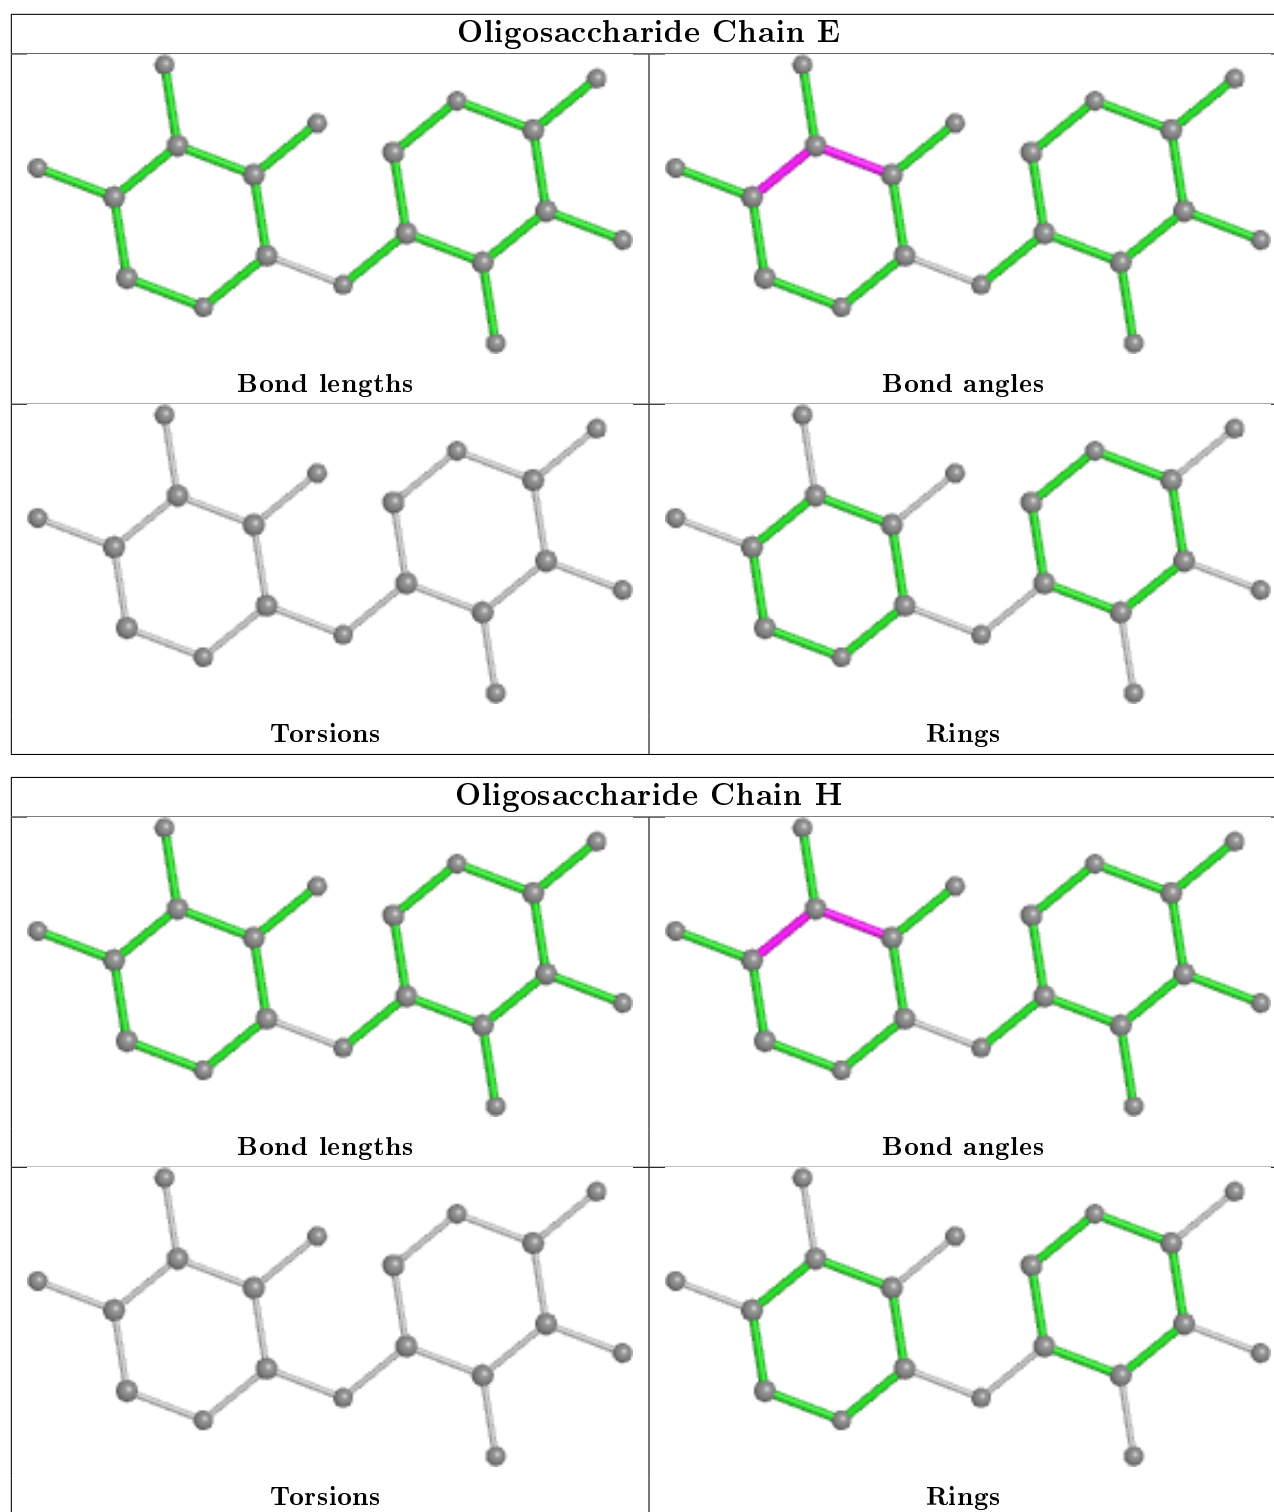 Oligosaccharide Chain E
Bond lengths
Bond angles
Torsions
Rings
Oligosaccharide Chain H
Bond lengths
Bond angles
Torsions
Rings